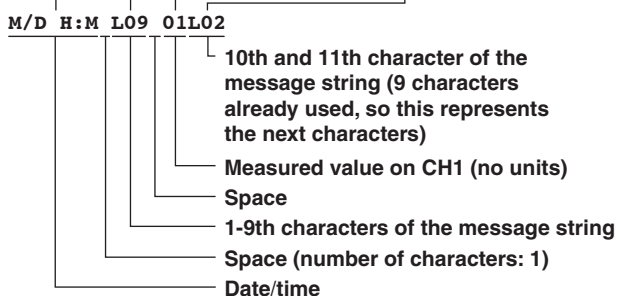 M/D H:M L09 01L02
10th and 11th character of the
message string (9 characters
already used, so this represents
the next characters)
Measured value on CH1 (no units)
Space
1-9th characters of the message string
Space (number of characters: 1)
Date/time